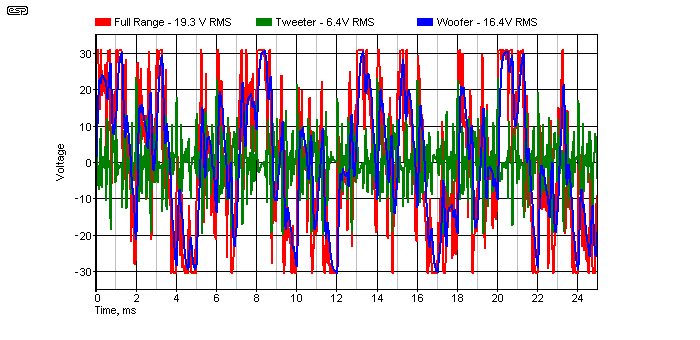 esp
Full Range - 19.3 V RMS Tweeter - 6.4V RMS Woofer - 16.4V RMS
30
20
10
Voltage
0
-10
-20
-30
0 2 4 6 8 10 12 14 16 18 20 22 24
Time, ms